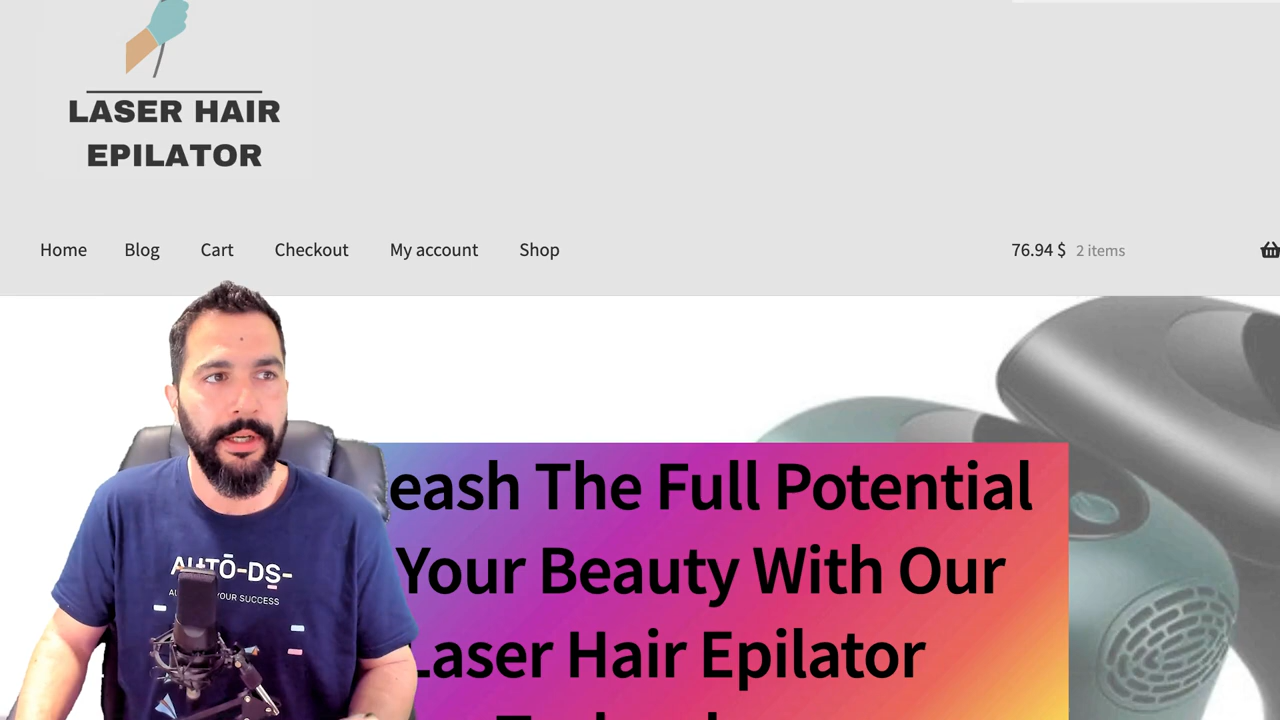 LASER HAIR
EPILATOR
Home Blog Cart Checkout My account Shop 76.94 $ 2 items
eash The Full Potential
Your Beauty With Our
Laser Hair Epilator
AUTO-DS-
YOUR SUCCESS